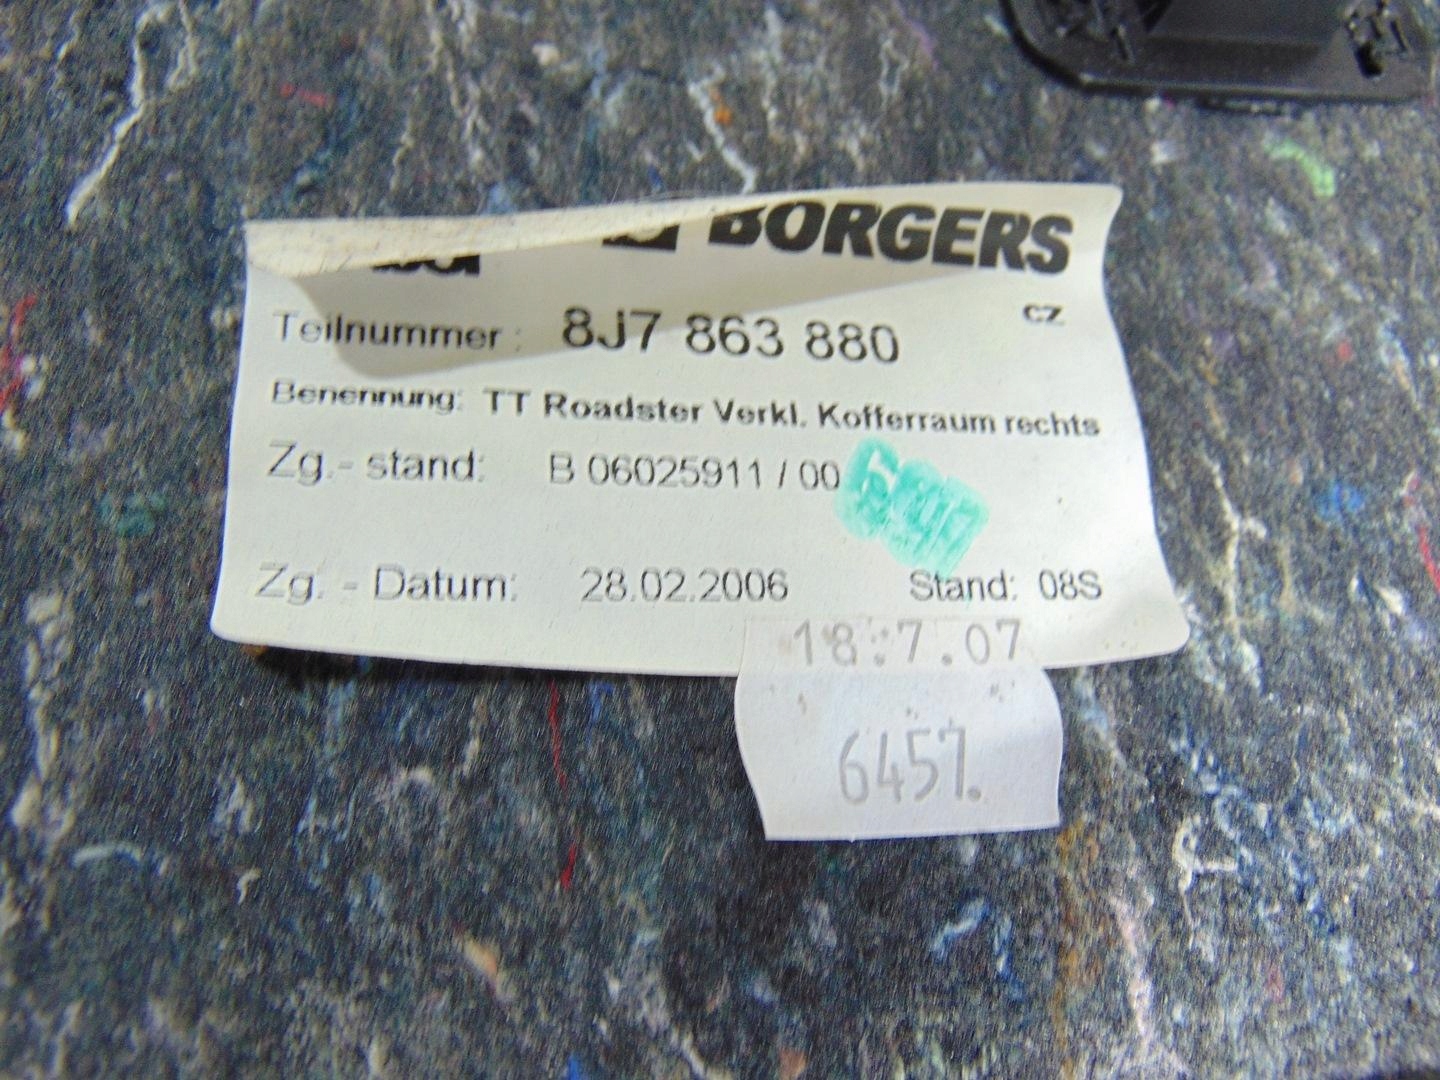 BORGERS
CZ
Teilnummer : 8J7 863 880
Benennung: TT Roadster Verkl. Kofferraum rechts
Zg.- stand: B 06025911 / 00
Zg. - Datum: 28.02.2006 Stand: 08S
18.7.07
6457.